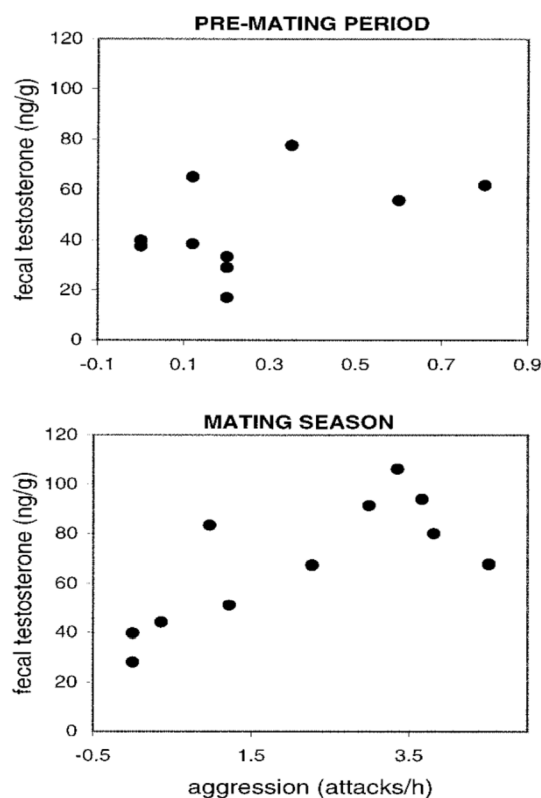 PRE-MATING PERIOD
fecal testosterone (ng/g)
120
100
80
60
40
20
0
-0.1 0.1 0.3 0.5 0.7 0.9
MATING SEASON
fecal testosterone (ng/g)
120
100
80
60
40
20
0
-0.5 1.5 3.5
aggression (attacks/h)